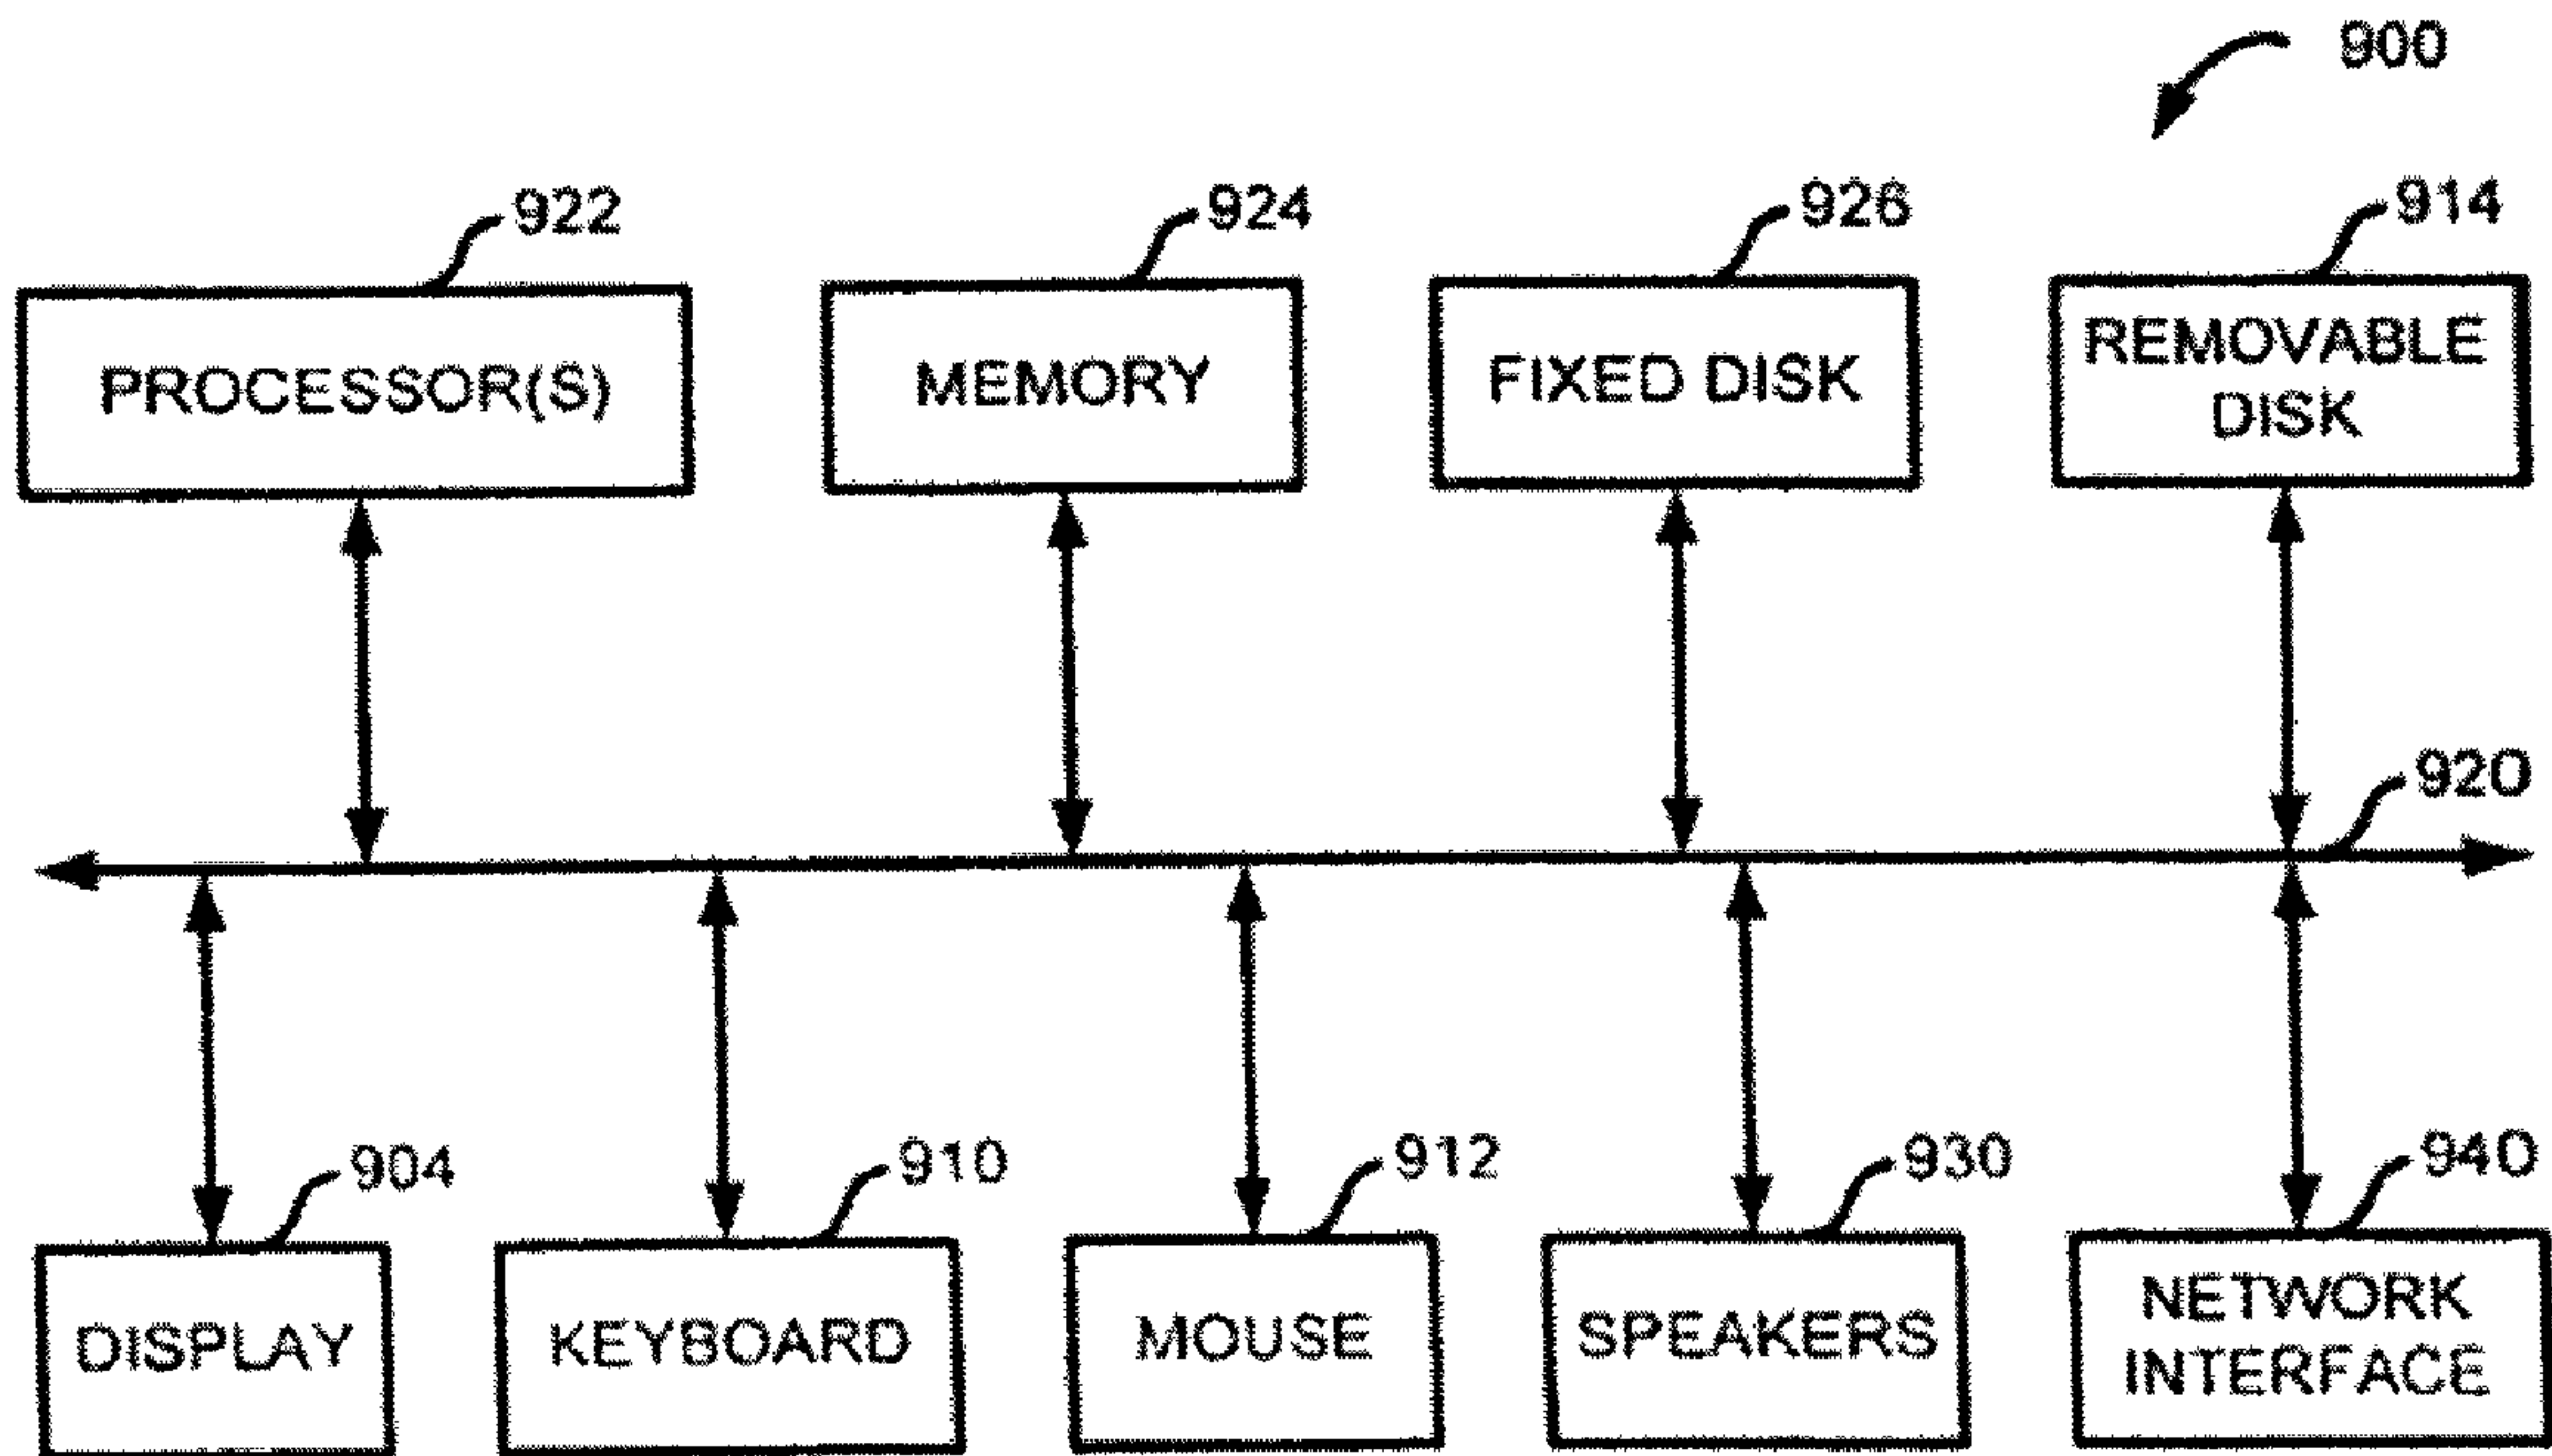 900
922
924
926
914
PROCESSOR(S)
MEMORY
FIXED DISK
REMOVABLE
DISK
920
904
910
912
930
940
DISPLAY
KEYBOARD
MOUSE
SPEAKERS
NETWORK
INTERFACE